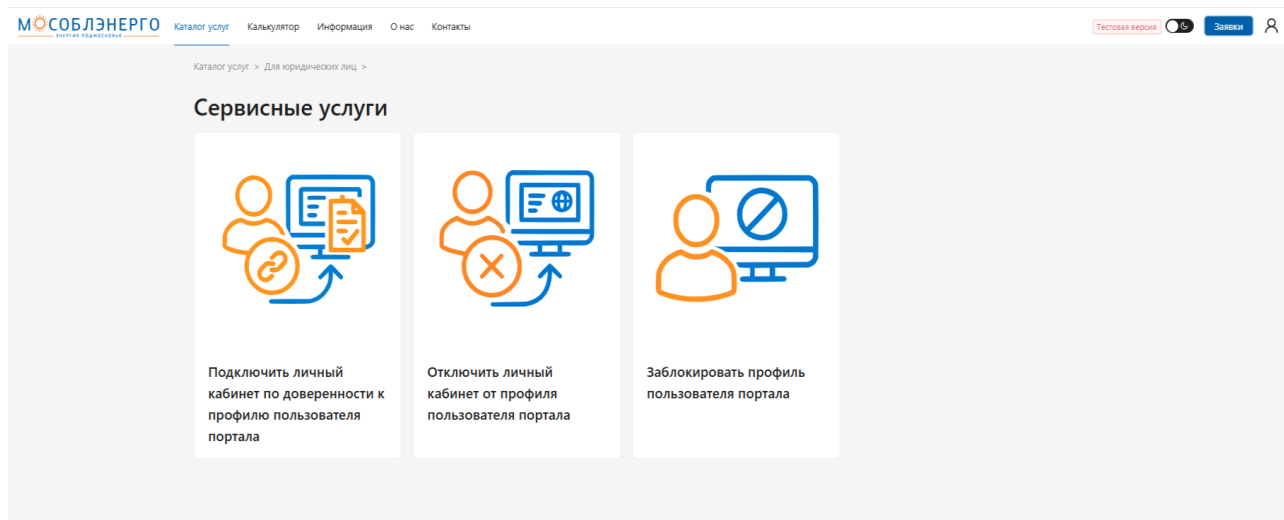 МОСОБЛЭНЕРГО
ЭНЕРГИЯ ПОДМОСКОВЬЯ
Каталог услуг Калькулятор Информация О нас Контакты
Тестовая версия Заявки
Каталог услуг > Для юридических лиц >
Сервисные услуги
Подключить личный
кабинет по доверенности к
профилю пользователя
портала
Отключить личный
кабинет от профиля
пользователя портала
Заблокировать профиль
пользователя портала